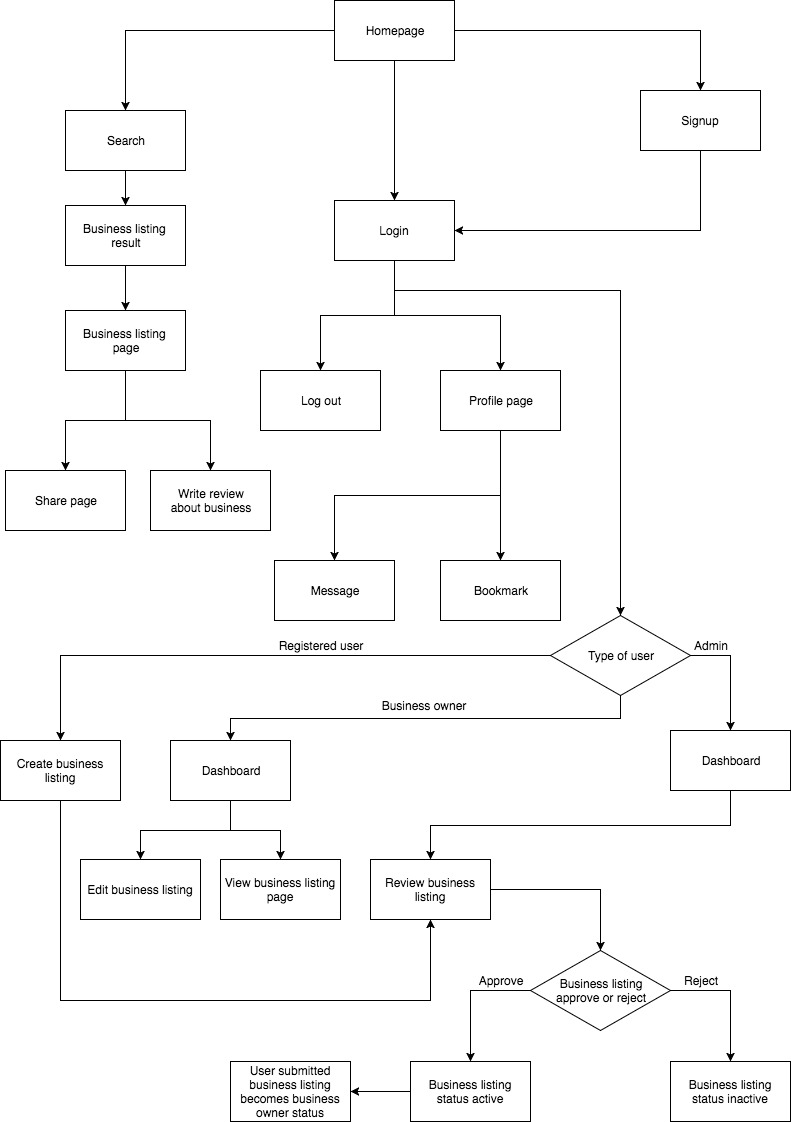 Homepage
Signup
Search
Business listing
result
Login
Business listing
page
Log out
Profile page
Share page
Write review
about business
Message
Bookmark
Registered user
Type of user
Admin
Business owner
Create business
listing
Dashboard
Dashboard
Edit business listing
View business listing
page
Review business
listing
Approve
Business listing
approve or reject
Reject
User submitted
business listing
becomes business
owner status
Business listing
status active
Business listing
status inactive